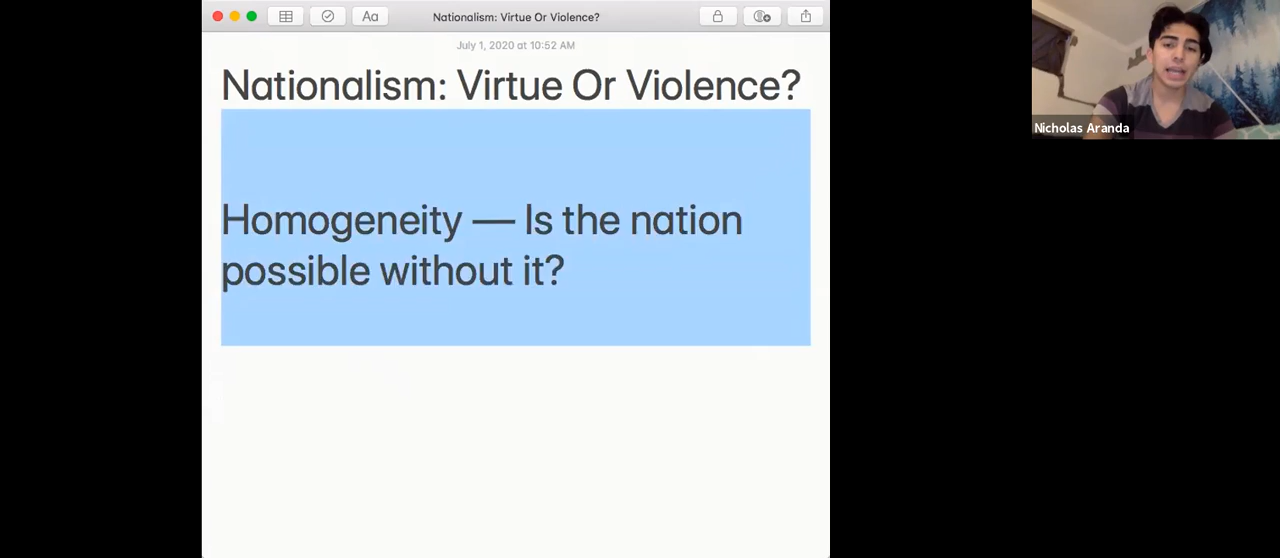 Aa
Nationalism: Virtue Or Violence?
July 1, 2020 at 10:52 AM
Nationalism: Virtue Or Violence?
Homogeneity — Is the nation
possible without it?
Nicholas Aranda